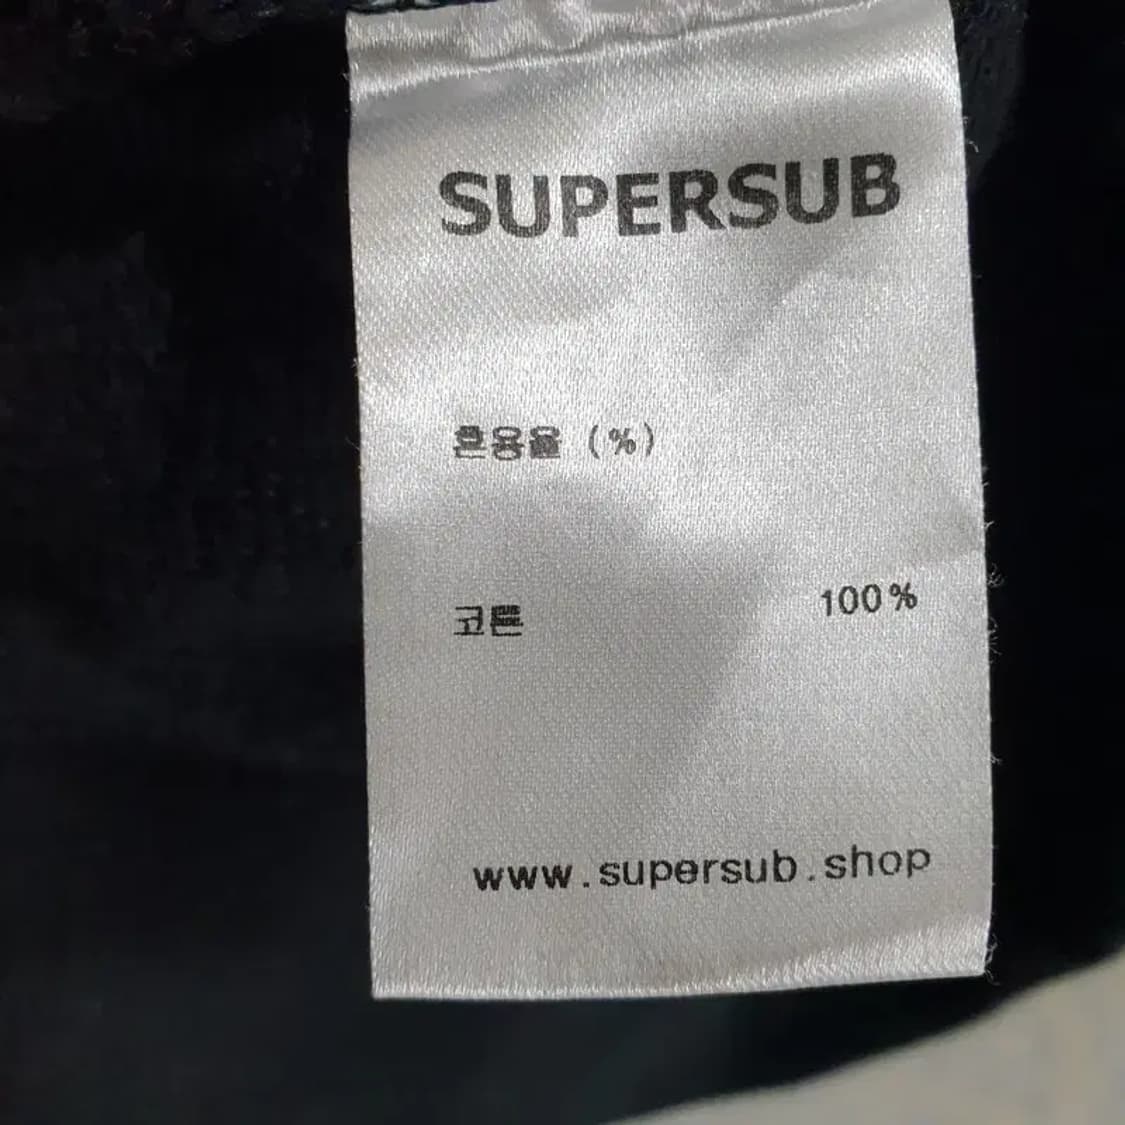 SUPERSUB
혼용율 (%)
코튼 100%
www.supersub.shop